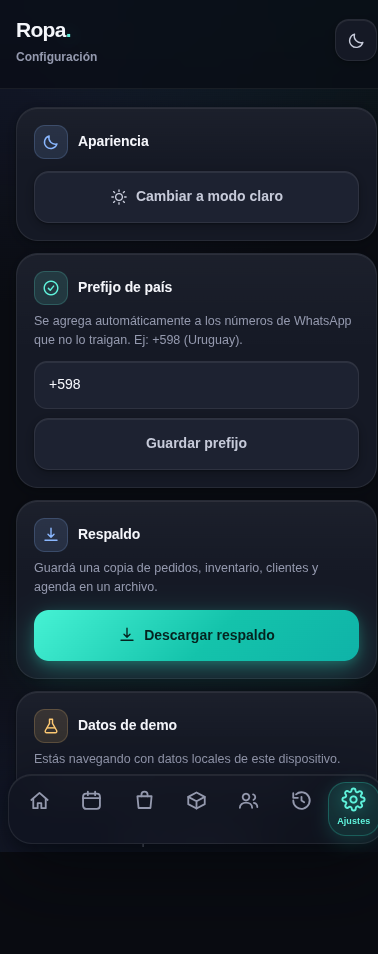 Ropa.
Configuración
Apariencia
Cambiar a modo claro
Prefijo de país
Se agrega automáticamente a los números de WhatsApp
que no lo traigan. Ej: +598 (Uruguay).
+598
Guardar prefijo
Respaldo
Guardá una copia de pedidos, inventario, clientes y
agenda en un archivo.
Descargar respaldo
Datos de demo
Estás navegando con datos locales de este dispositivo.
Ajustes